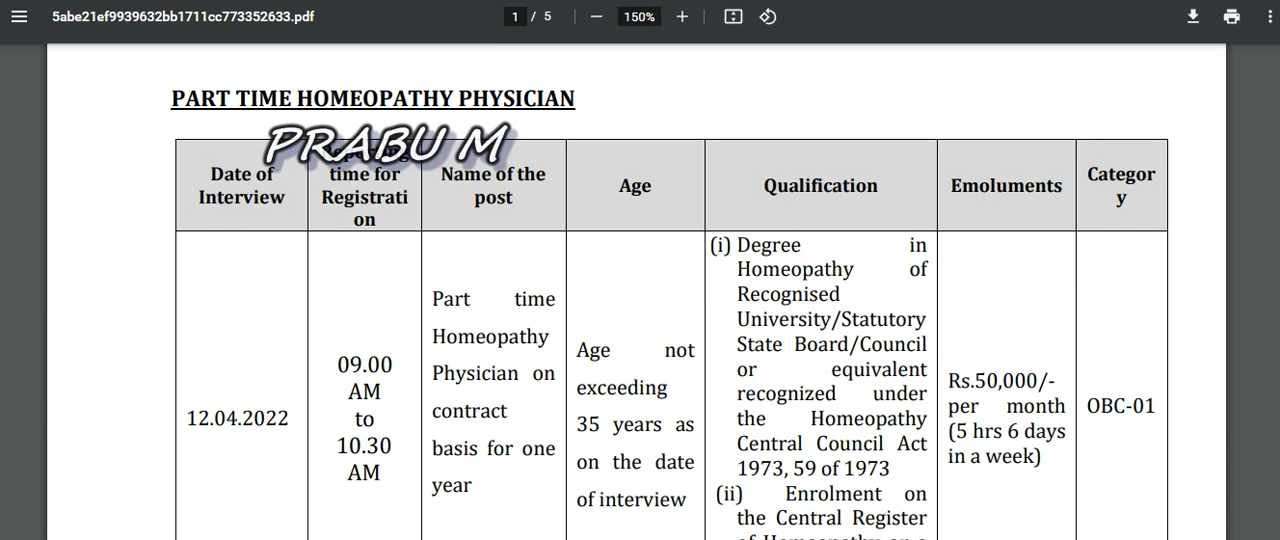 5abe21ef9939632bb1711cc773352633.pdf
1 / 5
150%
PART TIME HOMEOPATHY PHYSICIAN
PRABU M
Date of
Interview
time for
Registrati
on
Name of the
post
Age
Qualification
Emoluments
Categor
y
12.04.2022
09.00
AM
to
10.30
AM
Part time
Homeopathy
Physician on
contract
basis for one
year
Age not
exceeding
35 years as
on the date
of interview
(i) Degree in
Homeopathy of
Recognised
University/Statutory
State Board/Council
or equivalent
recognized under
the Homeopathy
Central Council Act
1973, 59 of 1973
(ii) Enrolment on
the Central Register
Rs.50,000/-
per month
(5 hrs 6 days
in a week)
OBC-01